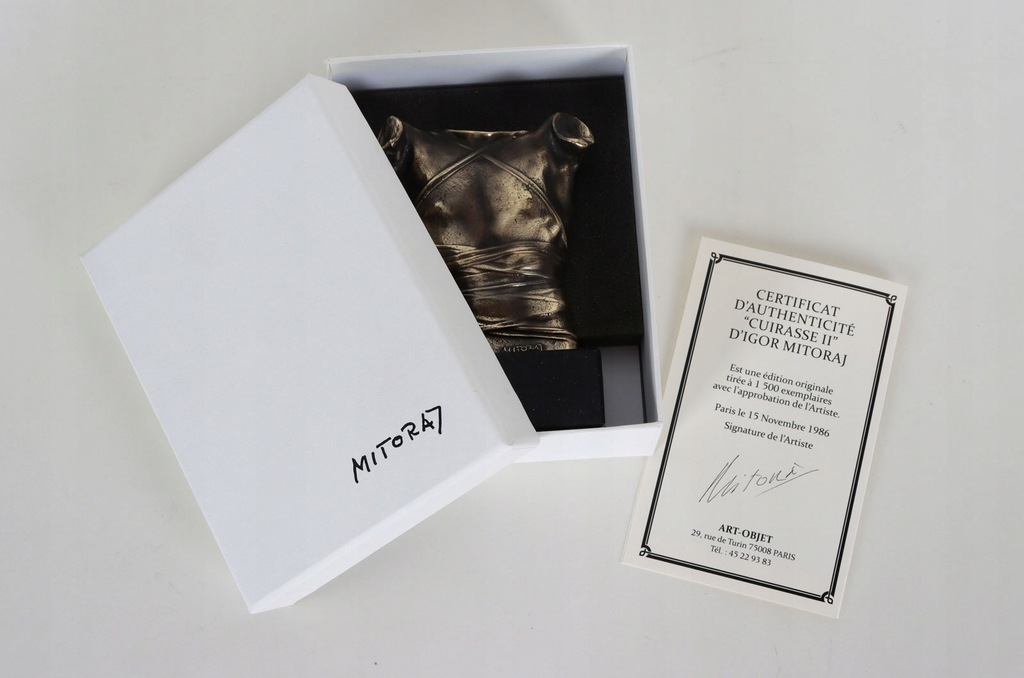 MITORAJ
MITORAJ
CERTIFICAT
D'AUTHENTICITÉ
"CUIRASSE II"
D'IGOR MITORAJ
Est une édition originale
tirée à 1 500 exemplaires
avec l'approbation de l'Artiste.
Paris le 15 Novembre 1986
Signature de l'Artiste
Mitoraj
ART-OBJET
29, rue de Turin 75008 PARIS
Tél. : 45 22 93 83